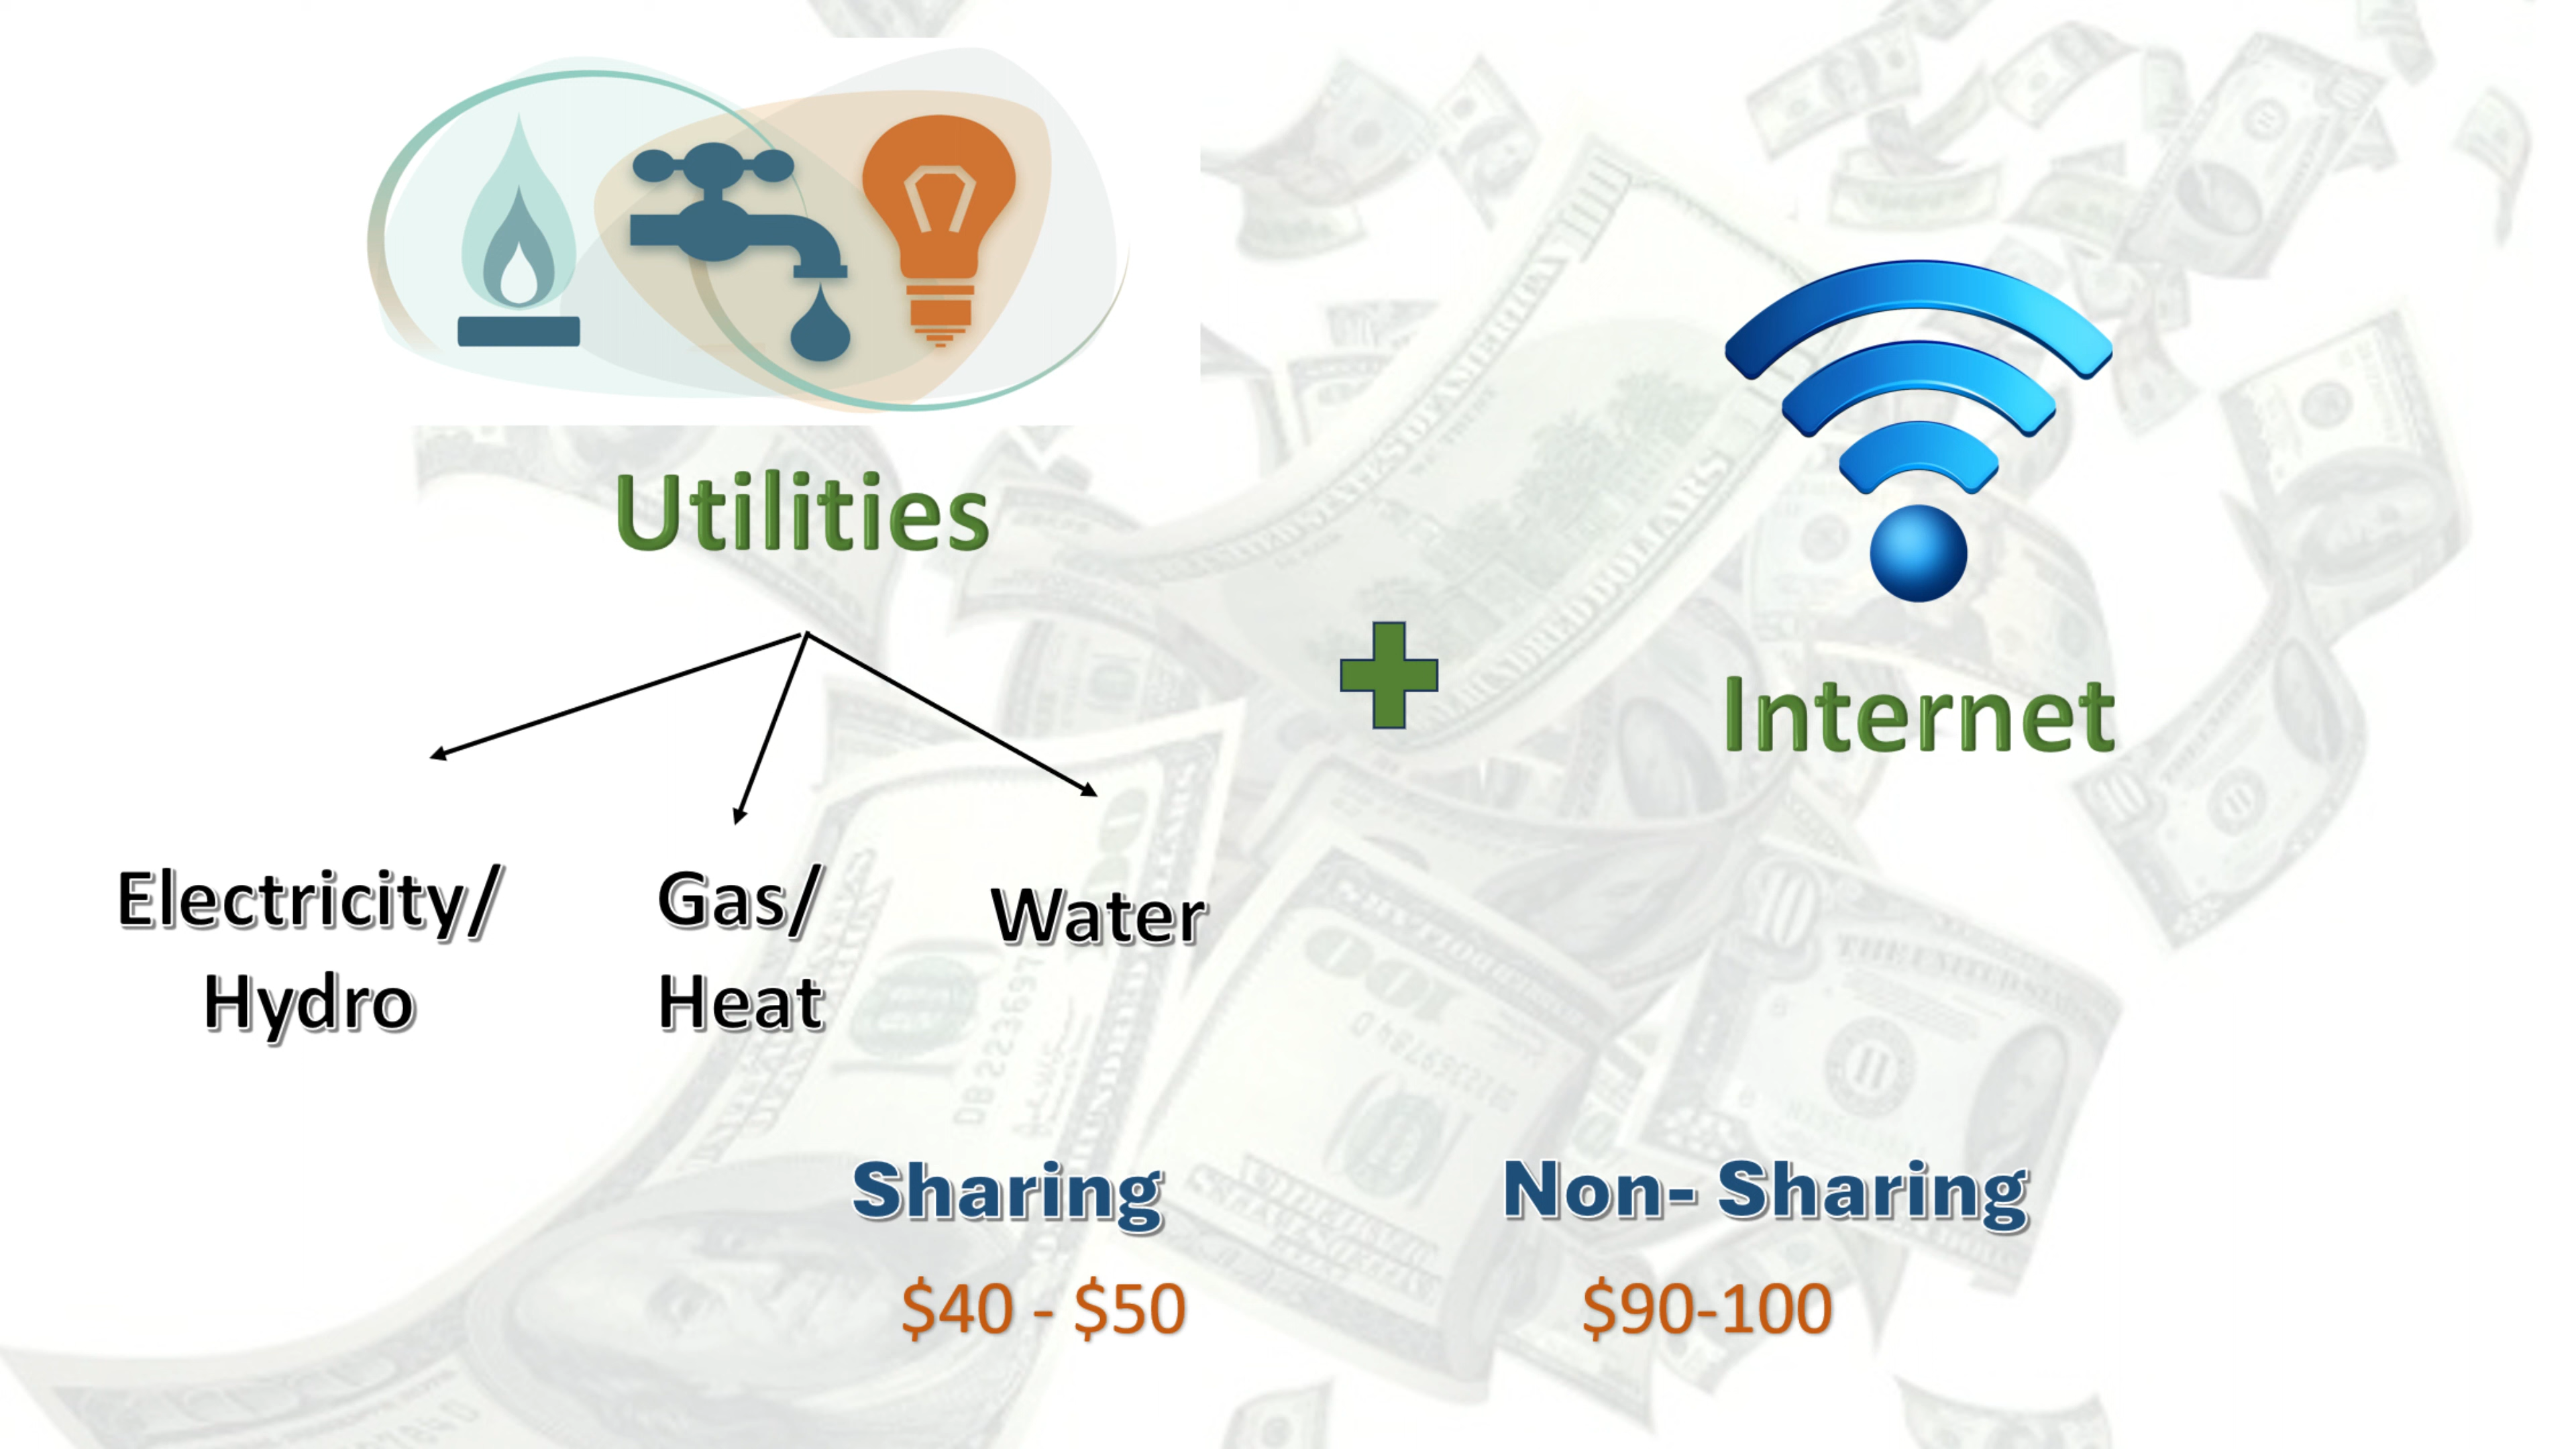 Utilities
Internet
Electricity/
Hydro
Gas/
Heat
Water
Sharing
Non- Sharing
$40 - $50
$90-100